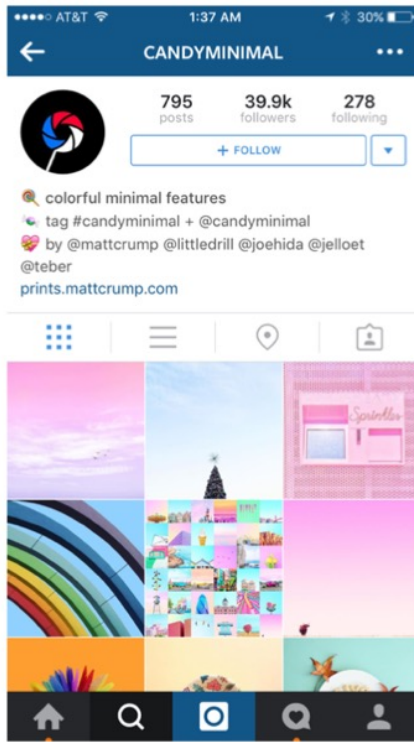 AT&T 1:37 AM 30%
CANDYMINIMAL
795 39.9k 278
posts followers following
+ FOLLOW
colorful minimal features
tag #candyminimal + @candyminimal
by @mattcrump @littledrill @joehida @jelloet
@teber
prints.mattcrump.com
Sprinkles